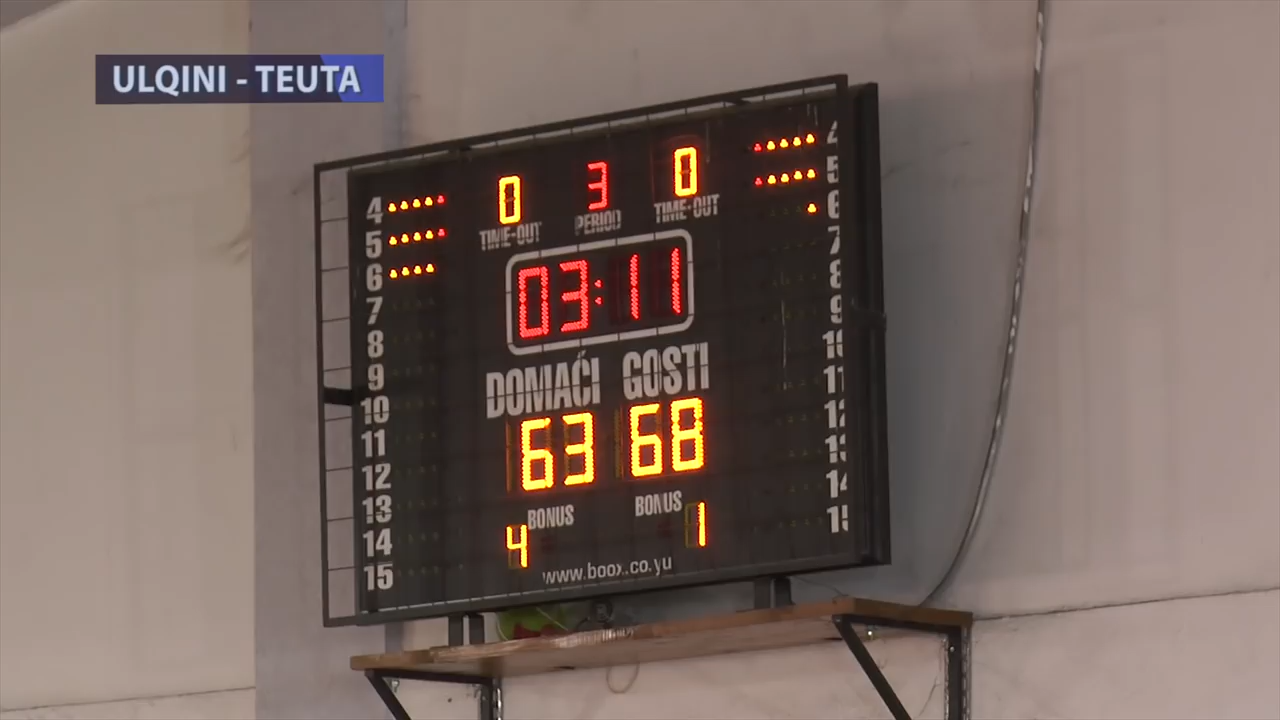 ULQINI - TEUTA
0 3 0
TIME-OUT PERIOD TIME-OUT
03:11
DOMAĆI GOSTI
63 68
BONUS BONUS
4 1
www.boox.co.yu
4 4
5 5
6 6
7 7
8 8
9 9
10 10
11 11
12 12
13 13
14 14
15 15